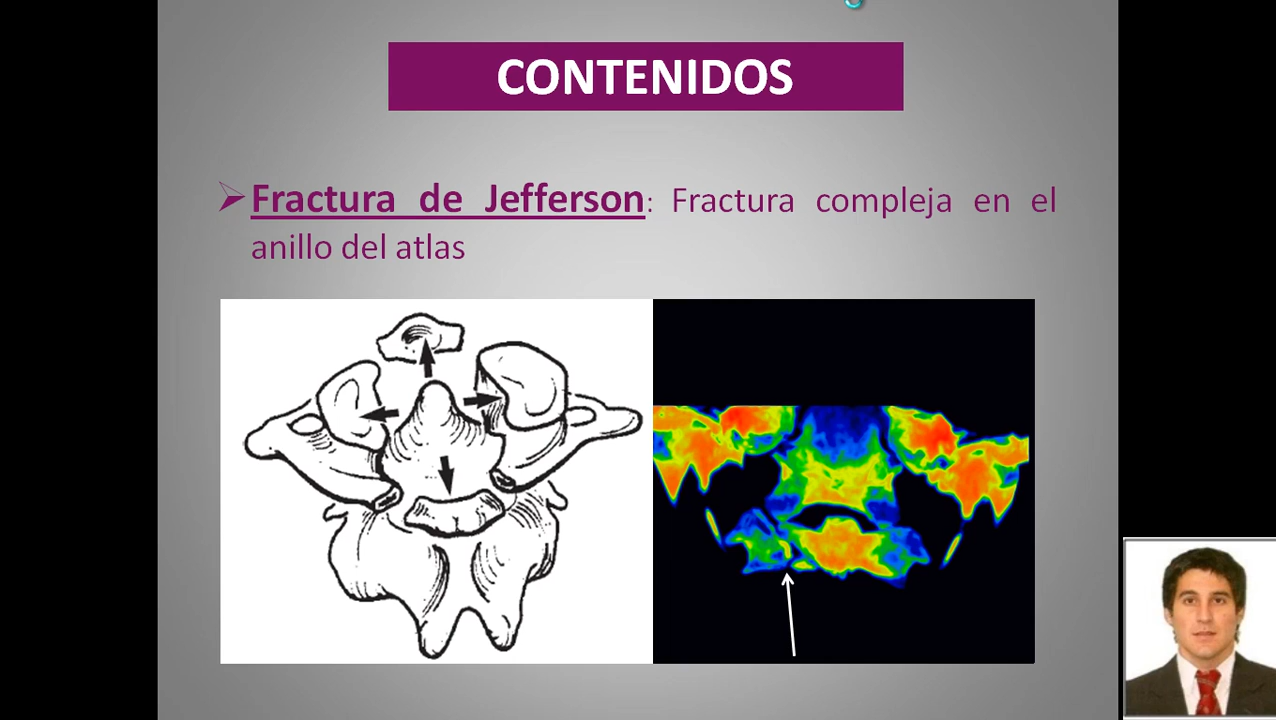 CONTENIDOS
Fractura de Jefferson: Fractura compleja en el
anillo del atlas